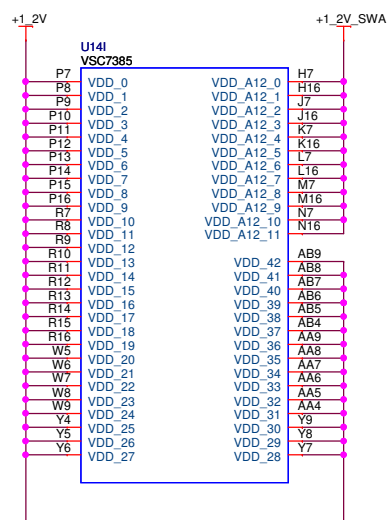 +1_2V +1_2V_SWA
U14I
VSC7385
P7 VDD_0 VDD_A12_0 H7
P8 VDD_1 VDD_A12_1 H16
P9 VDD_2 VDD_A12_2 J7
P10 VDD_3 VDD_A12_3 J16
P11 VDD_4 VDD_A12_4 K7
P12 VDD_5 VDD_A12_5 K16
P13 VDD_6 VDD_A12_6 L7
P14 VDD_7 VDD_A12_7 L16
P15 VDD_8 VDD_A12_8 M7
P16 VDD_9 VDD_A12_9 M16
R7 VDD_10 VDD_A12_10 N7
R8 VDD_11 VDD_A12_11 N16
R9 VDD_12
R10 VDD_13 VDD_42 AB9
R11 VDD_14 VDD_41 AB8
R12 VDD_15 VDD_40 AB7
R13 VDD_16 VDD_39 AB6
R14 VDD_17 VDD_38 AB5
R15 VDD_18 VDD_37 AB4
R16 VDD_19 VDD_36 AA9
W5 VDD_20 VDD_35 AA8
W6 VDD_21 VDD_34 AA7
W7 VDD_22 VDD_33 AA6
W8 VDD_23 VDD_32 AA5
W9 VDD_24 VDD_31 AA4
Y4 VDD_25 VDD_30 Y9
Y5 VDD_26 VDD_29 Y8
Y6 VDD_27 VDD_28 Y7